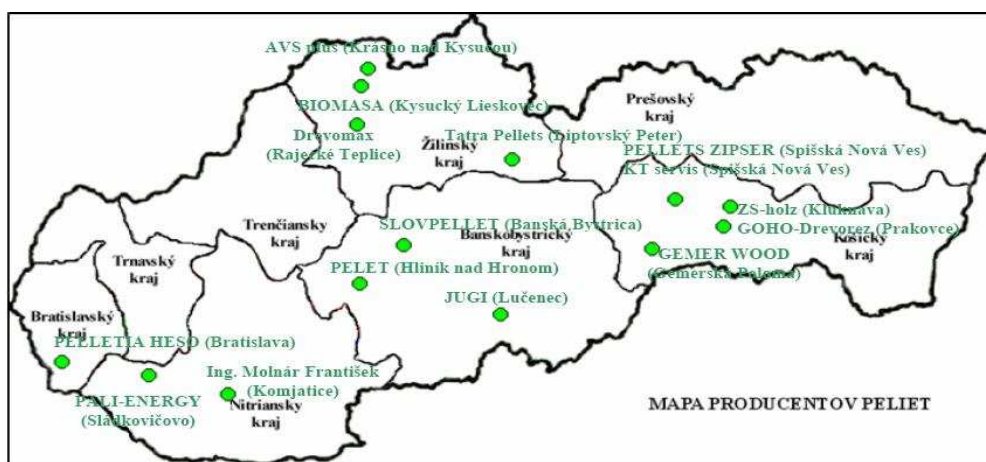 AVS plus (Krásno nad Kysucou)
BIOMASA (Kysucký Lieskovec)
Drevomax
(Rajecké Teplice)
Žilinský
kraj
Tatra Pellets (Liptovský Peter)
Prešovský
kraj
PELLETS ZIPSER (Spišská Nová Ves)
KT servis (Spišská Nová Ves)
ZS-holz (Kluknava)
GOHO-Drevorez (Prakovce)
Košický
kraj
GEMER WOOD
(Gemerská Poloma)
Trenčiansky
kraj
SLOVPELLET (Banská Bystrica)
Banskobystrický
kraj
Trnavský
kraj
PELET (Hliník nad Hronom)
JUGI (Lučenec)
Bratislavský
kraj
PELLETIA HESO (Bratislava)
Ing. Molnár František
(Komjatice)
PALI-ENERGY
(Sládkovičovo)
Nitriansky
kraj
MAPA PRODUCENTOV PELIET